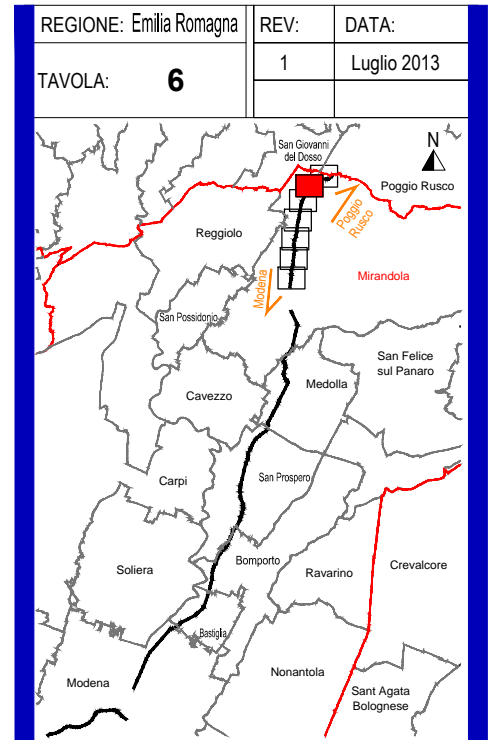 REGIONE: Emilia Romagna
REV:
DATA:
TAVOLA: 6
1
Luglio 2013
San Giovanni
del Dosso
N
Poggio Rusco
Poggio
Rusco
Reggiolo
Mirandola
Modena
San Possidonio
San Felice
sul Panaro
Medolla
Cavezzo
Carpi
San Prospero
Soliera
Bomporto
Ravarino
Crevalcore
Bastiglia
Modena
Nonantola
Sant Agata
Bolognese